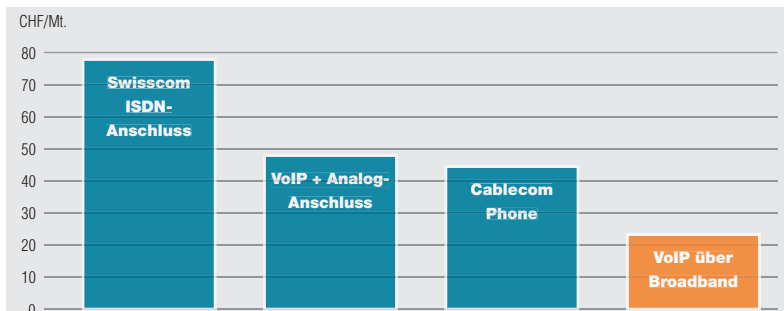 CHF/Mt.
80
70
60
50
40
30
20
10
0
Swisscom
ISDN-
Anschluss
VoIP + Analog-
Anschluss
Cablecom
Phone
VoIP über
Broadband